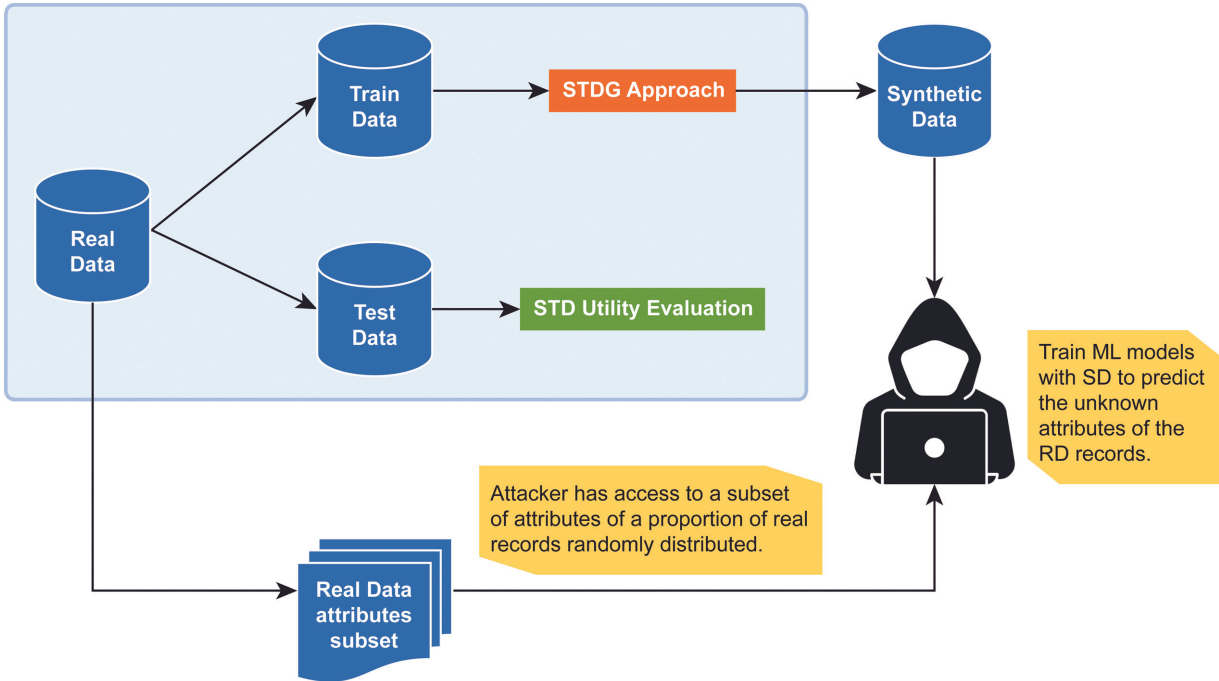 Train
Data
STDG Approach
Synthetic
Data
Real
Data
Test
Data
STD Utility Evaluation
Train ML models
with SD to predict
the unknown
attributes of the
RD records.
Attacker has access to a subset
of attributes of a proportion of real
records randomly distributed.
Real Data
attributes
subset